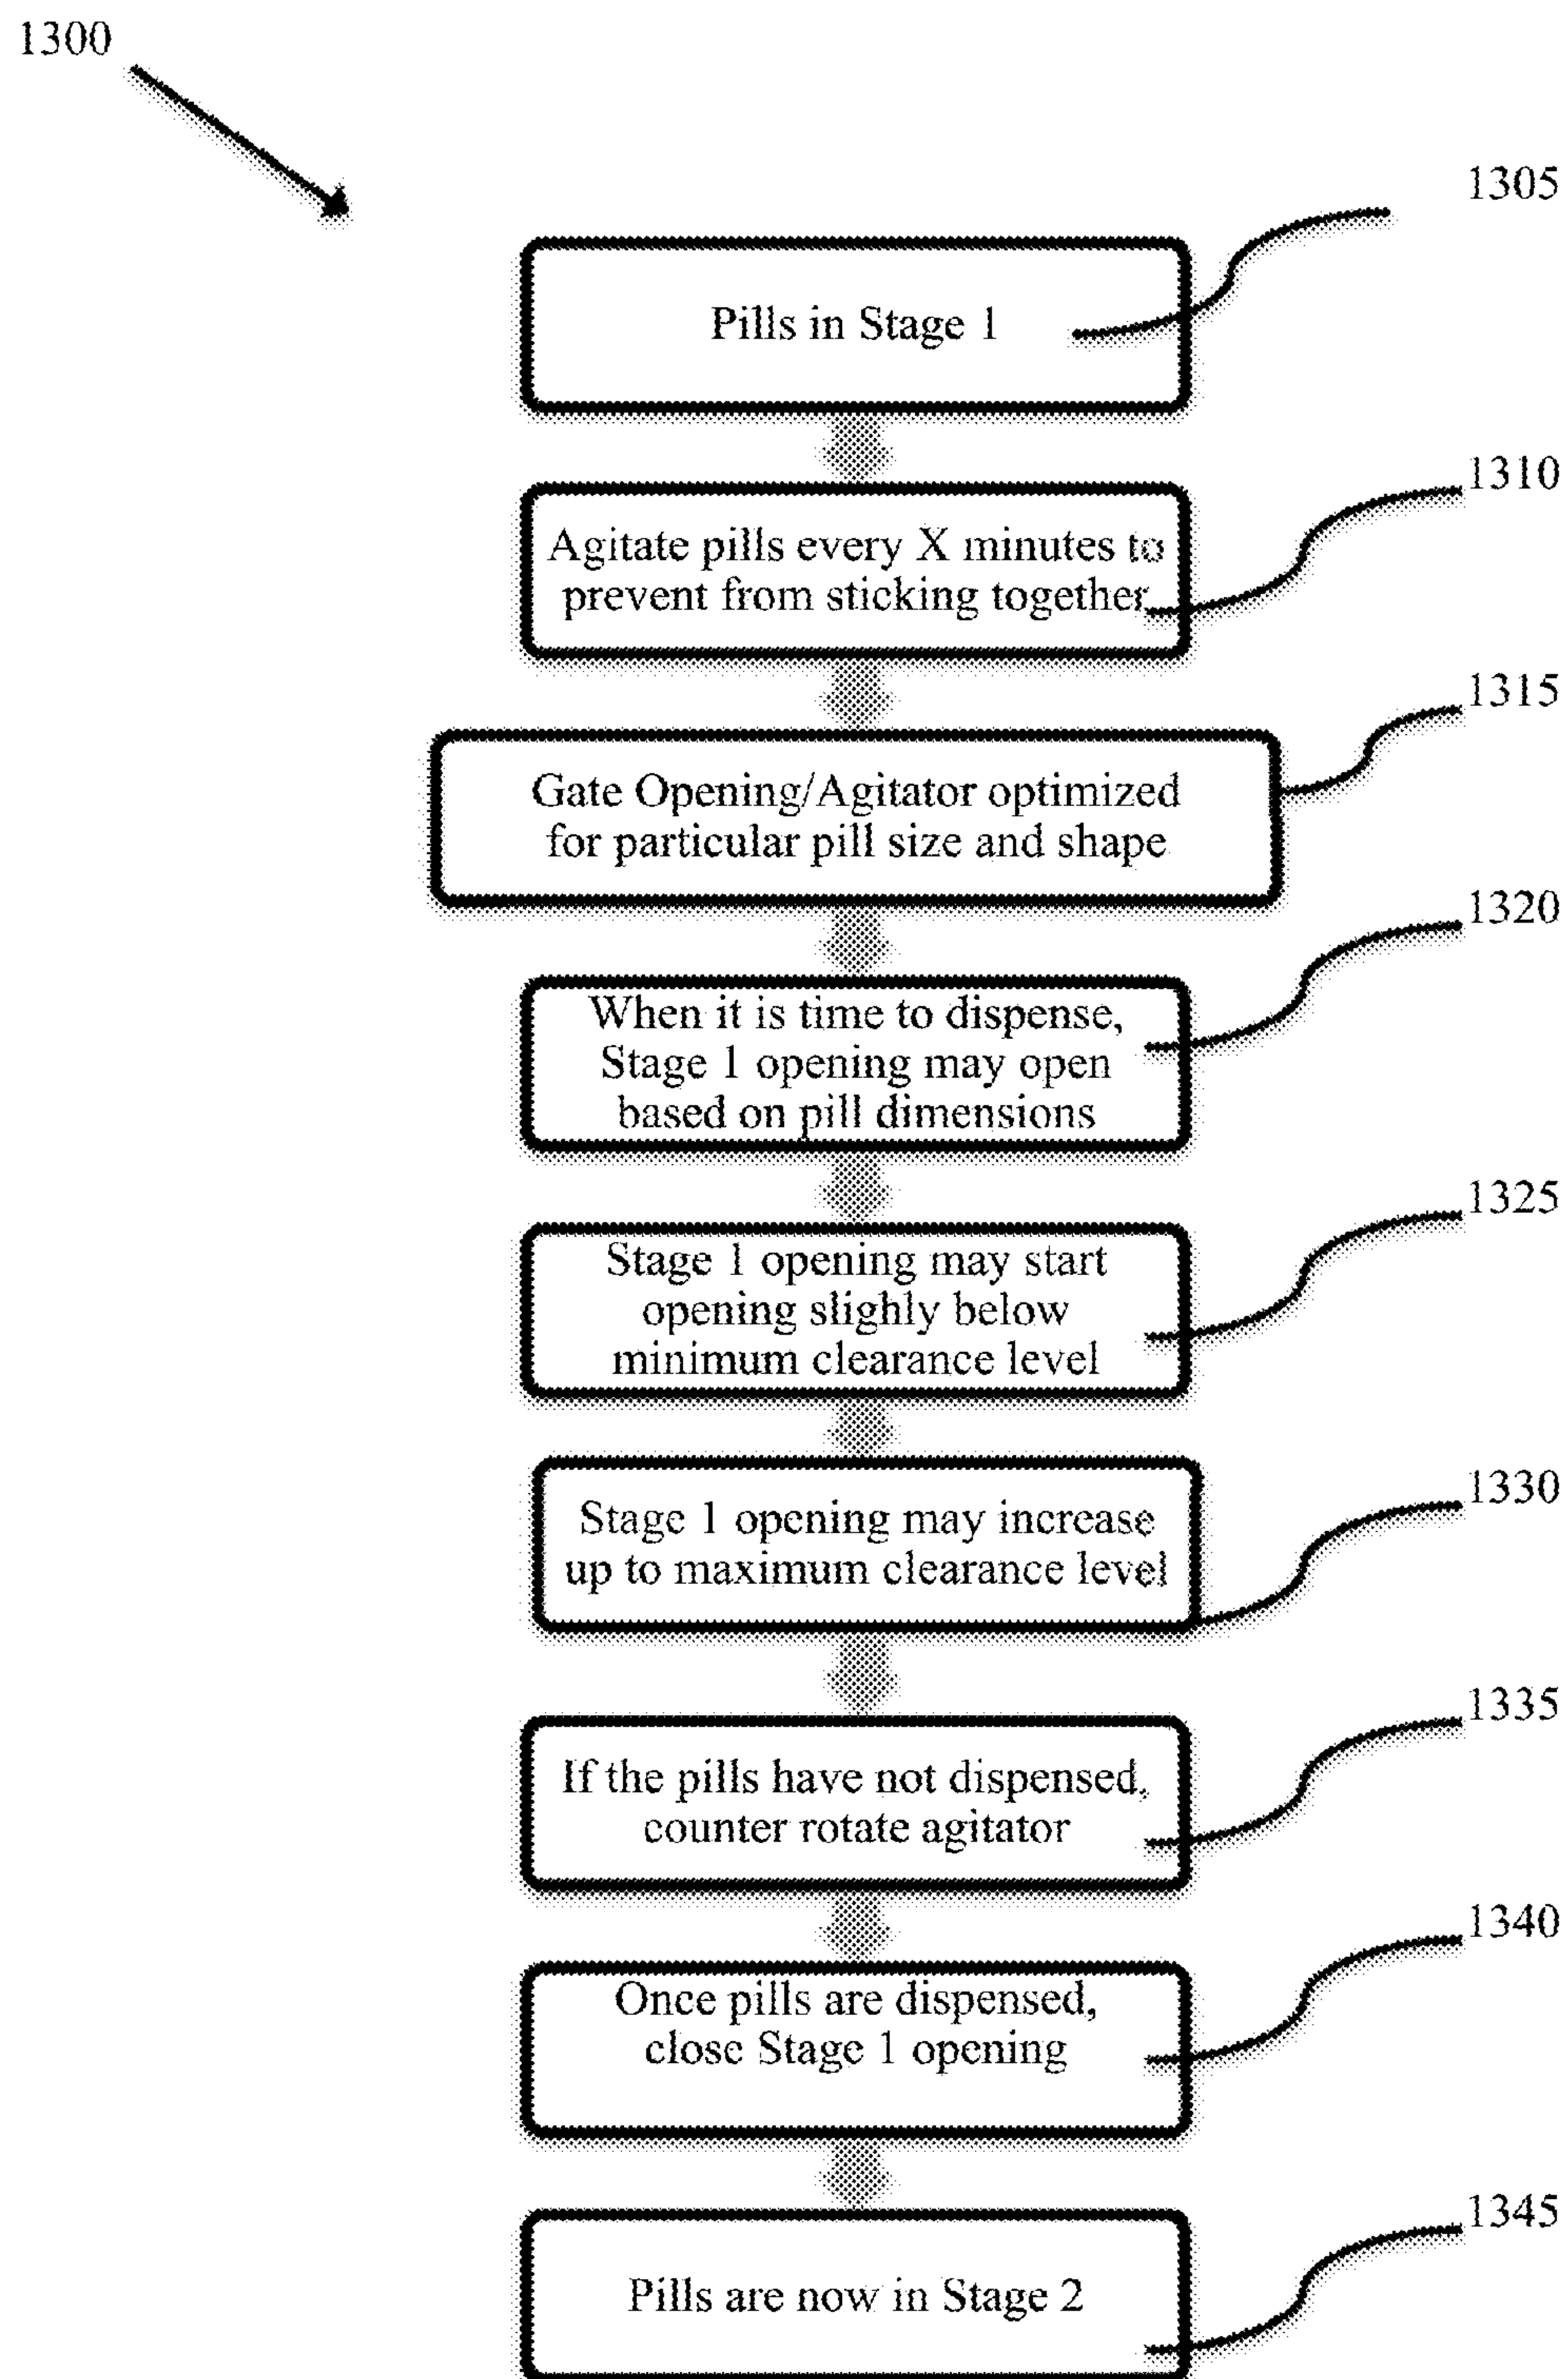 1300
1305
Pills in Stage 1
1310
Agitate pills every X minutes to
prevent from sticking together
1315
Gate Opening/Agitator optimized
for particular pill size and shape
1320
When it is time to dispense,
Stage 1 opening may open
based on pill dimensions
1325
Stage 1 opening may start
opening slighly below
minimum clearance level
1330
Stage 1 opening may increase
up to maximum clearance level
1335
If the pills have not dispensed,
counter rotate agitator
1340
Once pills are dispensed,
close Stage 1 opening
1345
Pills are now in Stage 2